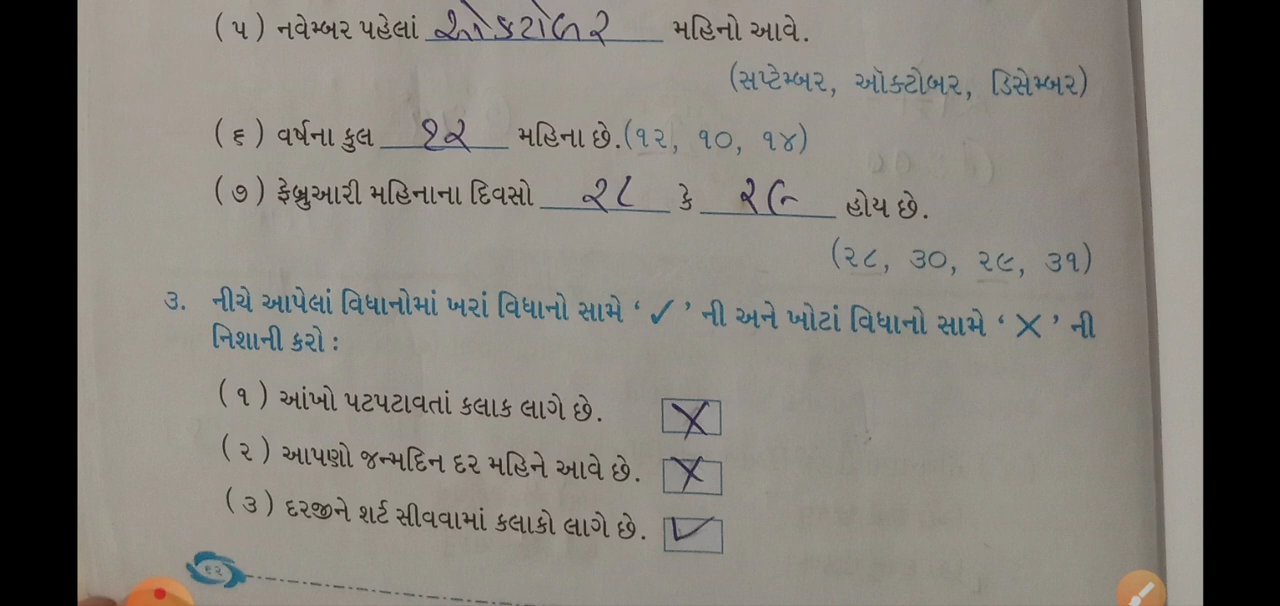 (૫) નવેમ્બર પહેલાં ઓક્ટોબર મહિનો આવે.
(સપ્ટેમ્બર, ઑક્ટોબર, ડિસેમ્બર)
(૬) વર્ષના કુલ ૧૨ મહિના છે.(૧૨, ૧૦, ૧૪)
(૭) ફેબ્રુઆરી મહિનાના દિવસો ૨૮ કે ૨૯ હોય છે.
(૨૮, ૩૦, ૨૯, ૩૧)
૩. નીચે આપેલાં વિધાનોમાં ખરાં વિધાનો સામે ‘ ✓ ’ ની અને ખોટાં વિધાનો સામે ‘ X ’ ની
નિશાની કરો :
(૧) આંખો પટપટાવતાં કલાક લાગે છે. X
(૨) આપણો જન્મદિન દર મહિને આવે છે. X
(૩) દરજીને શર્ટ સીવવામાં કલાકો લાગે છે. ✓
૬૨